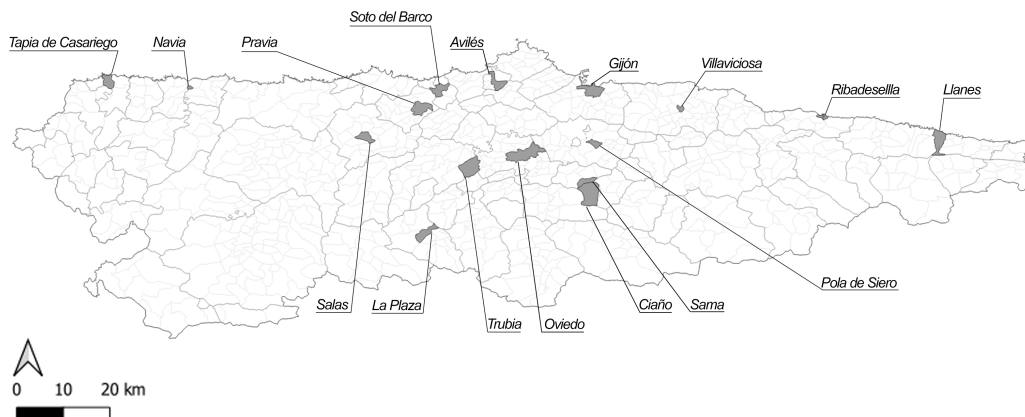 Soto del Barco
Tapia de Casariego
Navia
Pravia
Avilés
Gijón
Villaviciosa
Ribadesellla
Llanes
Pola de Siero
Salas
La Plaza
Ciaño
Sama
Trubia
Oviedo
0 10 20 km